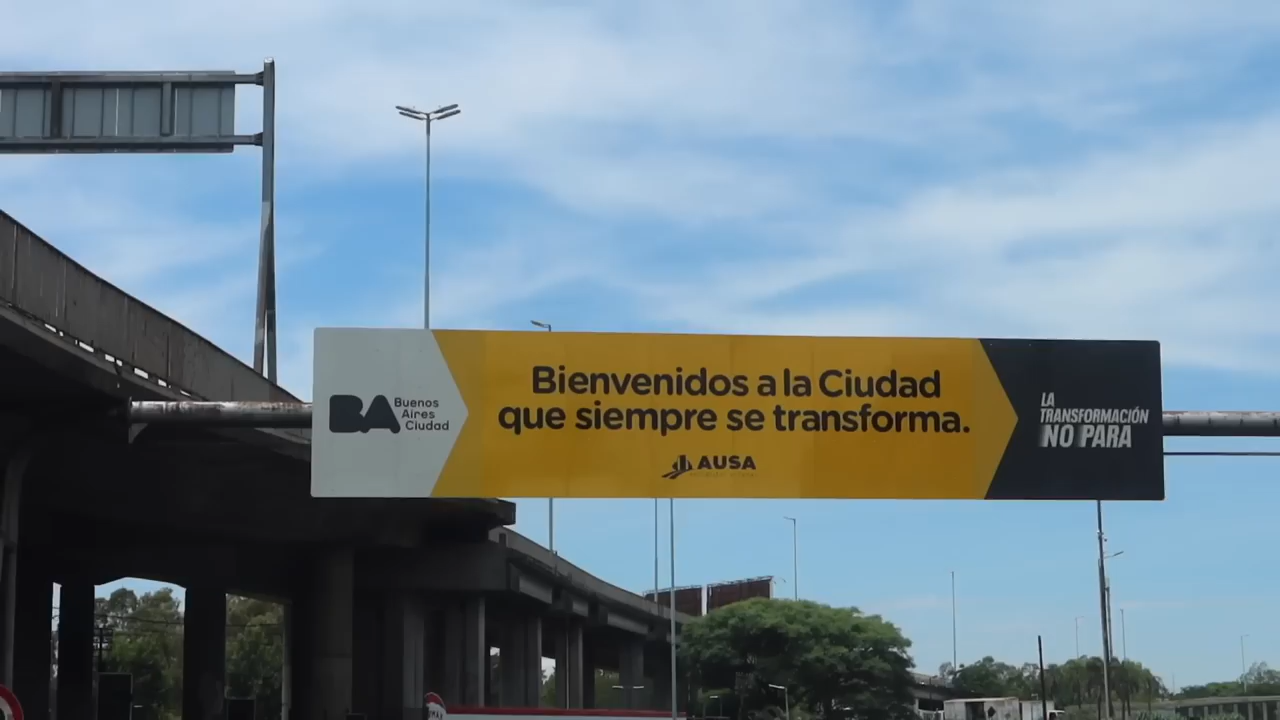 BA
Buenos
Aires
Ciudad
Bienvenidos a la Ciudad
que siempre se transforma.
AUSA
LA
TRANSFORMACIÓN
NO PARA